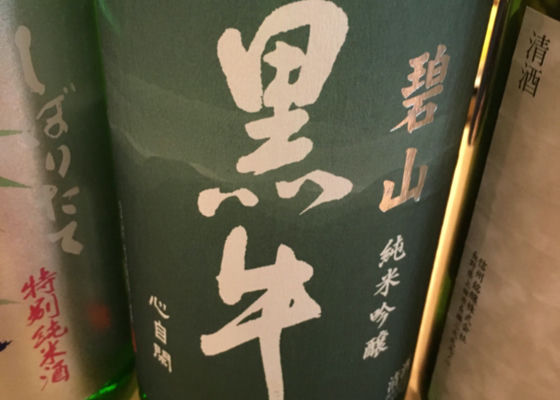 清酒
碧山
純米吟醸
黒牛
心自閑
しぼりたて
特別純米酒